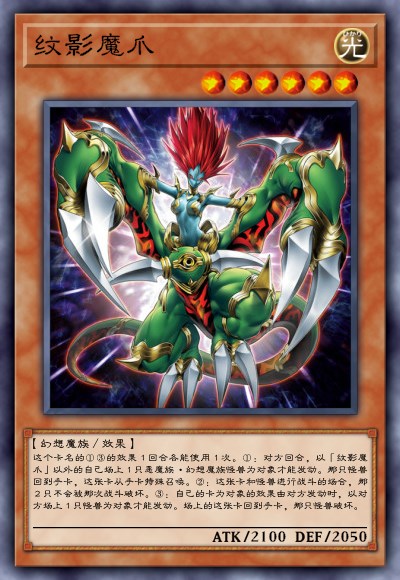 纹影魔爪
光
ひかり
【幻想魔族/效果】
这个卡名的①③的效果1回合各能使用1次。①：对方回合，以「纹影魔
爪」以外的自己场上1只恶魔族·幻想魔族怪兽为对象才能发动。那只怪兽
回到手卡，这张卡从手卡特殊召唤。②：这张卡和怪兽进行战斗的场合，那
2只不会被那次战斗破坏。③：自己的卡为对象的效果由对方发动时，以对
方场上1只怪兽为对象才能发动。场上的这张卡回到手卡，那只怪兽破坏。
ATK/2100 DEF/2050